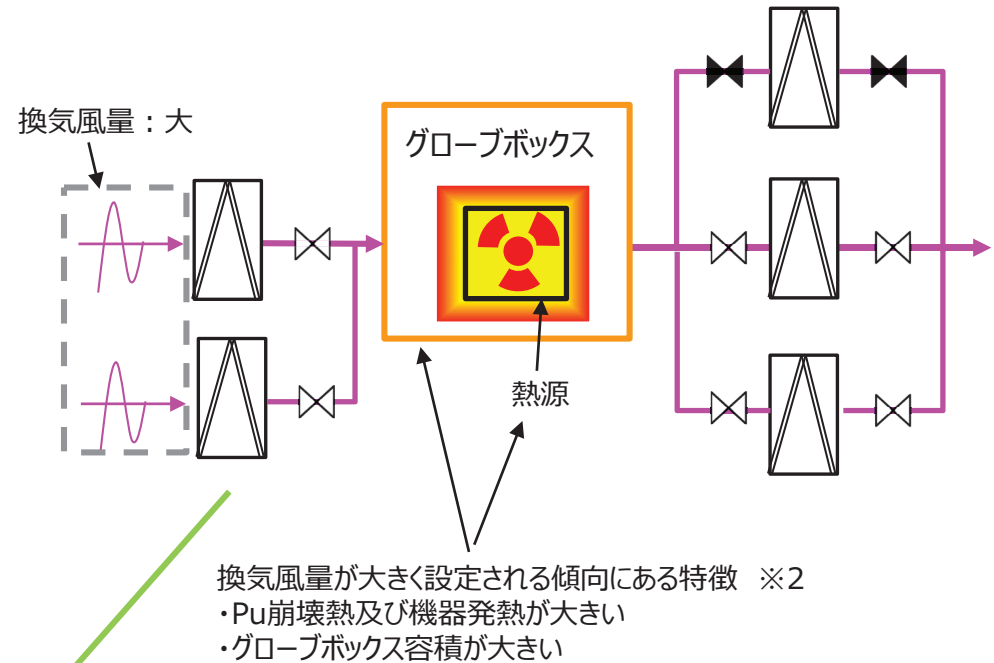 換気風量：大
グローブボックス
熱源
換気風量が大きく設定される傾向にある特徴　※2
・Pu崩壊熱及び機器発熱が大きい
・グローブボックス容積が大きい